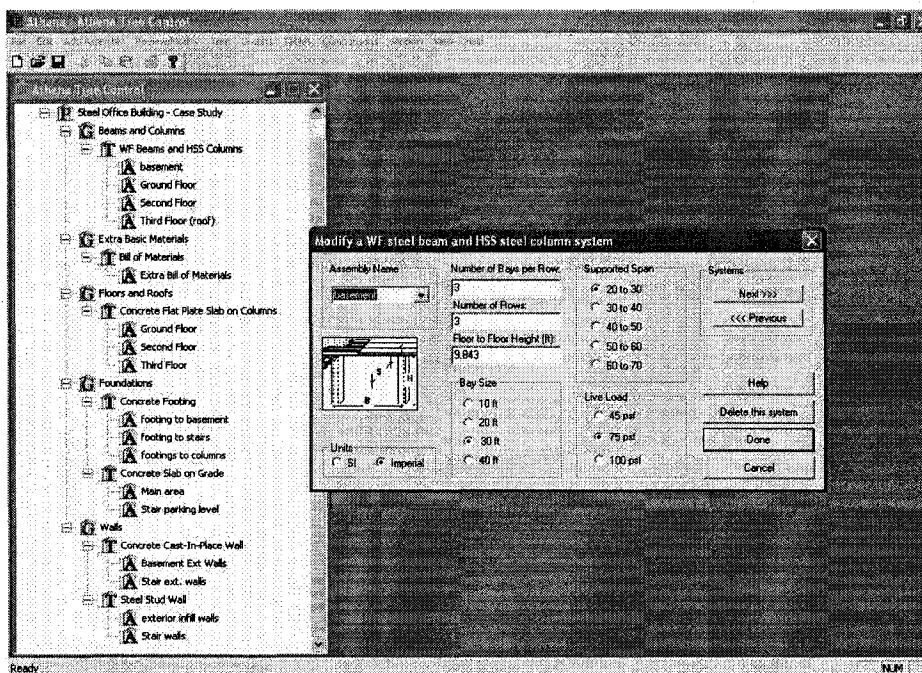 Athena - Athena Tree Control
Athena Tree Control
Steel Office Building - Case Study
Beams and Columns
WF Beams and HSS Columns
basement
Ground Floor
Second Floor
Third Floor (roof)
Extra Basic Materials
Bill of Materials
Extra Bill of Materials
Floors and Roofs
Concrete Flat Plate Slab on Columns
Ground Floor
Second Floor
Third Floor
Foundations
Concrete Footing
footing to basement
footing to stairs
footings to columns
Concrete Slab on Grade
Main area
Stair parking level
Walls
Concrete Cast-In-Place Wall
Basement Ext Walls
Stair ext. walls
Steel Stud Wall
exterior infill walls
Stair walls
Modify a WF steel beam and HSS steel column system
Assembly Name
basement
Units
SI
Imperial
Number of Bays per Row:
3
Number of Rows:
3
Floor to Floor Height (ft):
9.843
Bay Size
10 ft
20 ft
30 ft
40 ft
Supported Span
20 to 30
30 to 40
40 to 50
50 to 60
60 to 70
Live Load
45 psf
75 psf
100 psf
Systems
Next >>>
<<< Previous
Help
Delete this system
Done
Cancel
Ready
NUM